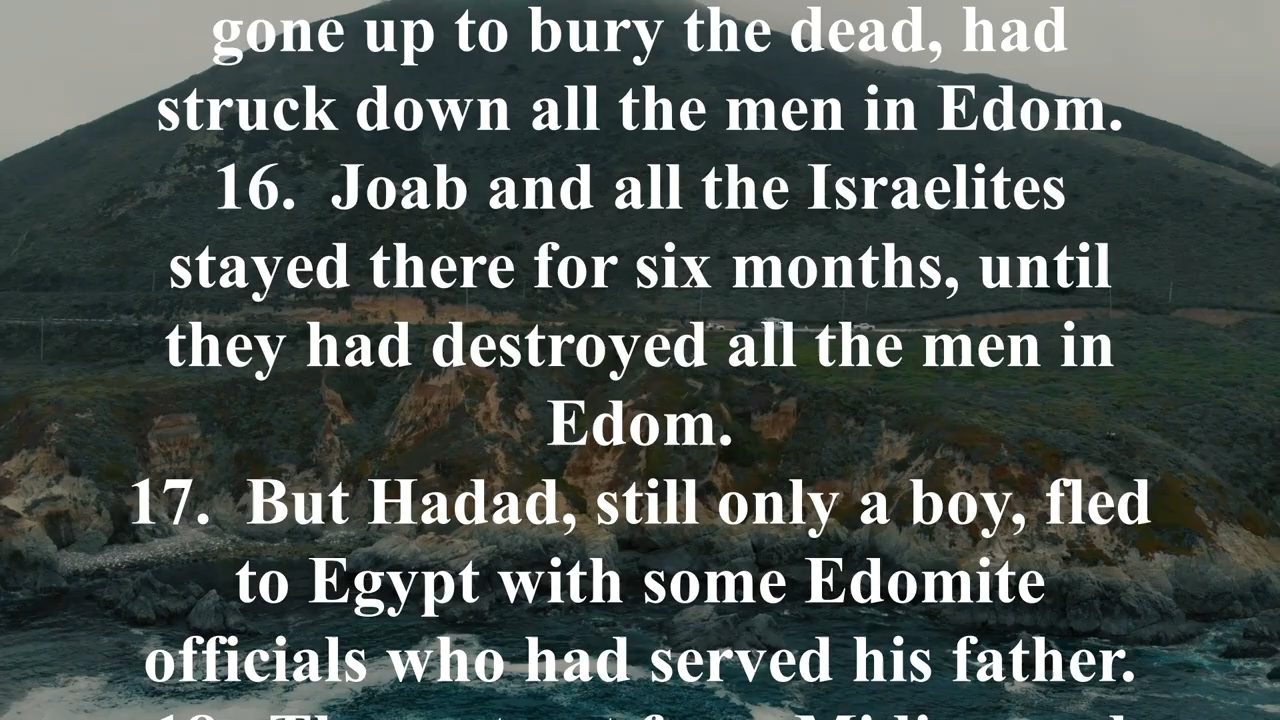 gone up to bury the dead, had
struck down all the men in Edom.
16. Joab and all the Israelites
stayed there for six months, until
they had destroyed all the men in
Edom.
17. But Hadad, still only a boy, fled
to Egypt with some Edomite
officials who had served his father.